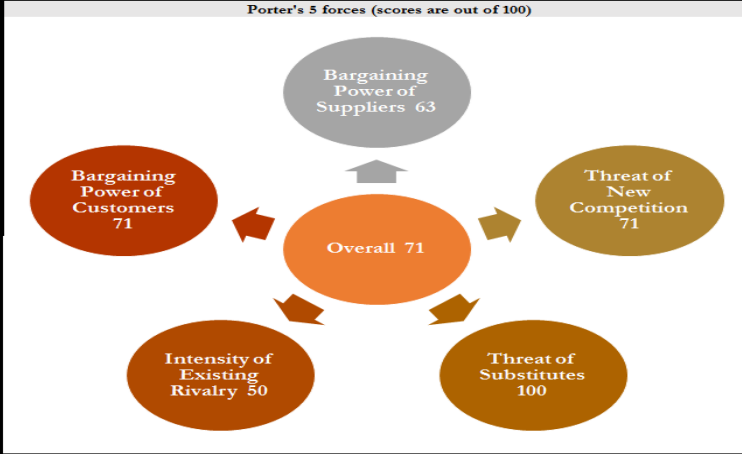 Porter's 5 forces (scores are out of 100)
Bargaining
Power of
Suppliers 63
Bargaining
Power of
Customers
71
Threat of
New
Competition
71
Overall 71
Intensity of
Existing
Rivalry 50
Threat of
Substitutes
100